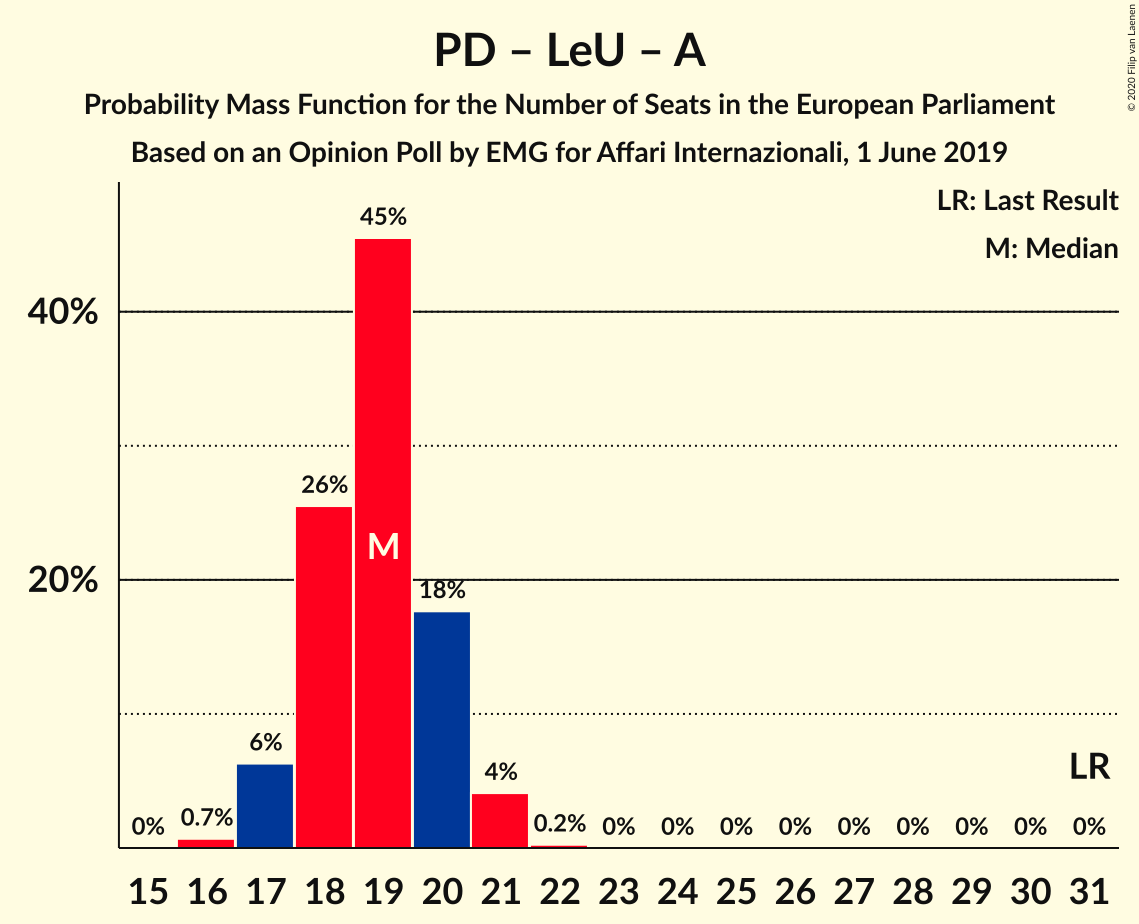 PD – LeU – A
Probability Mass Function for the Number of Seats in the European Parliament
Based on an Opinion Poll by EMG for Affari Internazionali, 1 June 2019
© 2020 Filip van Laenen
LR: Last Result
M: Median
45%
40%
26%
M
20%
18%
6%
4%
LR
0% 0.7% 0.2% 0% 0% 0% 0% 0% 0% 0% 0% 0%
15 16 17 18 19 20 21 22 23 24 25 26 27 28 29 30 31